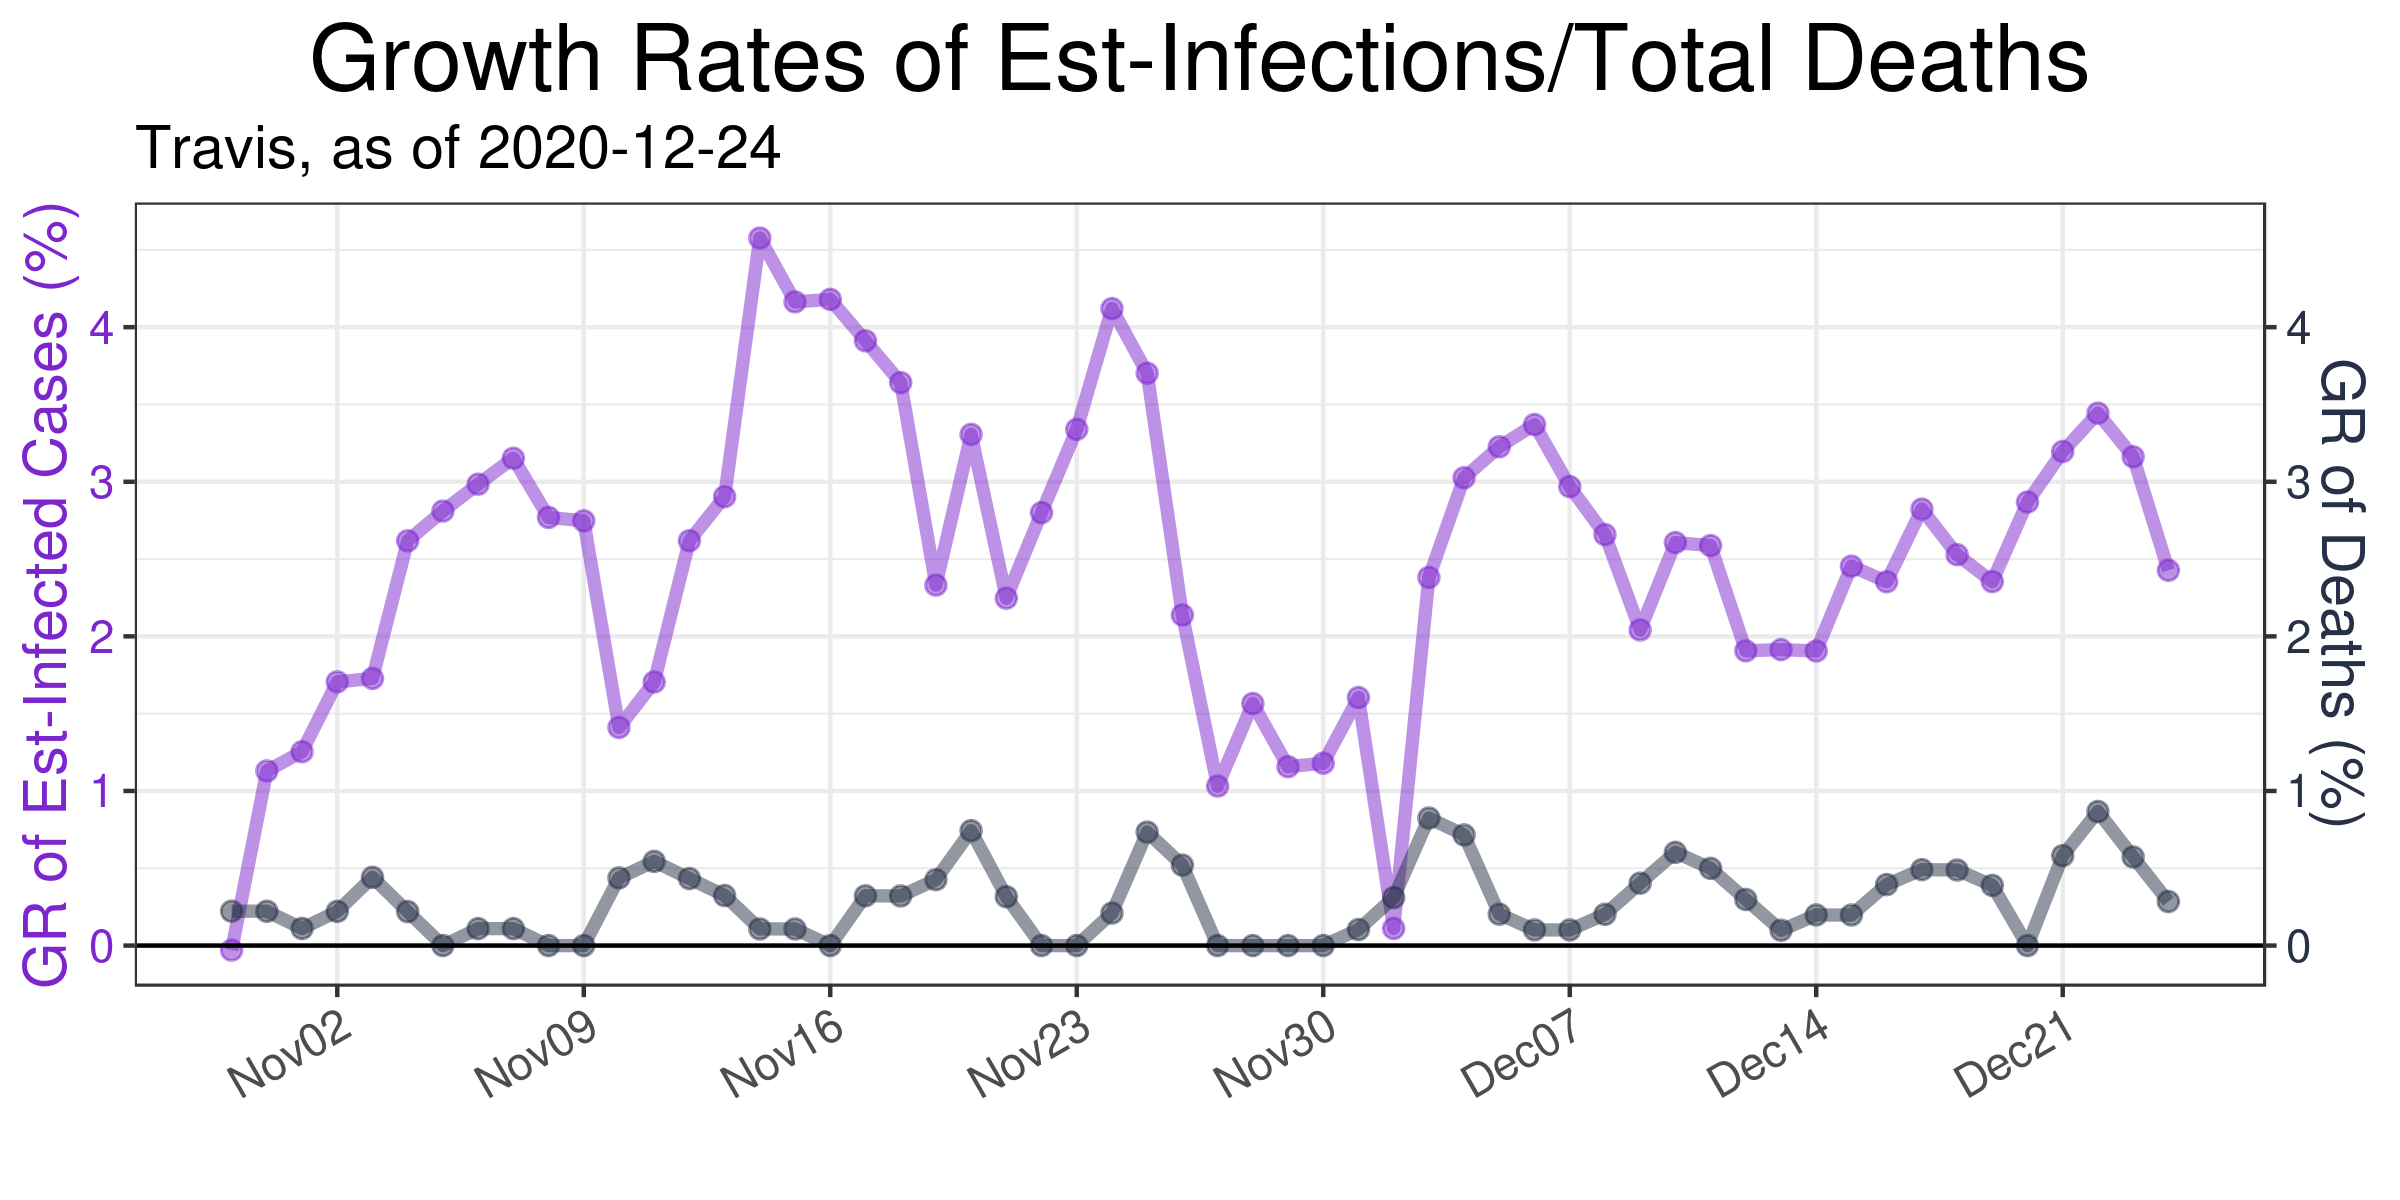 Growth Rates of Est-Infections/Total Deaths
Travis, as of 2020-12-24
GR of Est-Infected Cases (%)
4
3
2
1
0
4
3
2
1
0
GR of Deaths (%)
Nov02
Nov09
Nov16
Nov23
Nov30
Dec07
Dec14
Dec21